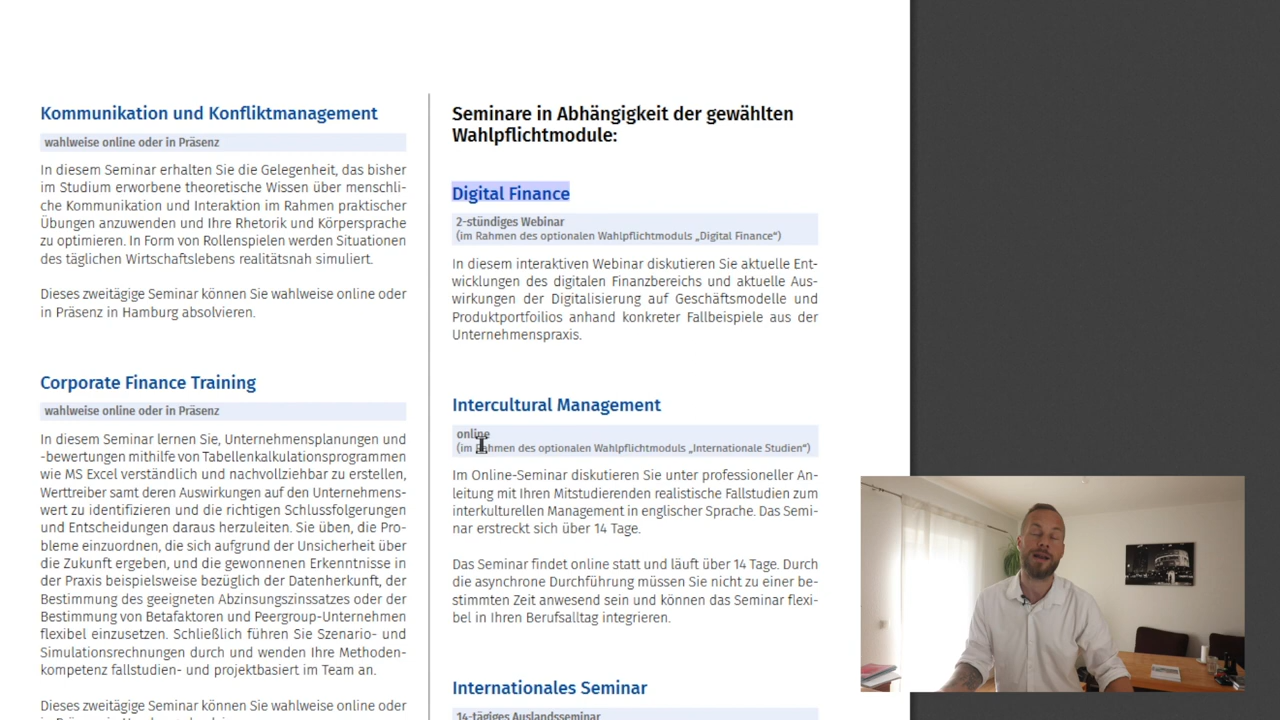 Kommunikation und Konfliktmanagement
wahlweise online oder in Präsenz
In diesem Seminar erhalten Sie die Gelegenheit, das bisher
im Studium erworbene theoretische Wissen über menschli-
che Kommunikation und Interaktion im Rahmen praktischer
Übungen anzuwenden und Ihre Rhetorik und Körpersprache
zu optimieren. In Form von Rollenspielen werden Situationen
des täglichen Wirtschaftslebens realitätsnah simuliert.
Dieses zweitägige Seminar können Sie wahlweise online oder
in Präsenz in Hamburg absolvieren.
Corporate Finance Training
wahlweise online oder in Präsenz
In diesem Seminar lernen Sie, Unternehmensplanungen und
-bewertungen mithilfe von Tabellenkalkulationsprogrammen
wie MS Excel verständlich und nachvollziehbar zu erstellen,
Werttreiber samt deren Auswirkungen auf den Unternehmens-
wert zu identifizieren und die richtigen Schlussfolgerungen
und Entscheidungen daraus herzuleiten. Sie üben, die Pro-
bleme einzuordnen, die sich aufgrund der Unsicherheit über
die Zukunft ergeben, und die gewonnenen Erkenntnisse in
der Praxis beispielsweise bezüglich der Datenherkunft, der
Bestimmung des geeigneten Abzinsungszinssatzes oder der
Bestimmung von Betafaktoren und Peergroup-Unternehmen
flexibel einzusetzen. Schließlich führen Sie Szenario- und
Simulationsrechnungen durch und wenden Ihre Methoden-
kompetenz fallstudien- und projektbasiert im Team an.
Dieses zweitägige Seminar können Sie wahlweise online oder
Seminare in Abhängigkeit der gewählten
Wahlpflichtmodule:
Digital Finance
2-stündiges Webinar
(im Rahmen des optionalen Wahlpflichtmoduls „Digital Finance“)
In diesem interaktiven Webinar diskutieren Sie aktuelle Ent-
wicklungen des digitalen Finanzbereichs und aktuelle Aus-
wirkungen der Digitalisierung auf Geschäftsmodelle und
Produktportfoilios anhand konkreter Fallbeispiele aus der
Unternehmenspraxis.
Intercultural Management
online
(im Rahmen des optionalen Wahlpflichtmoduls „Internationale Studien“)
Im Online-Seminar diskutieren Sie unter professioneller An-
leitung mit Ihren Mitstudierenden realistische Fallstudien zum
interkulturellen Management in englischer Sprache. Das Semi-
nar erstreckt sich über 14 Tage.
Das Seminar findet online statt und läuft über 14 Tage. Durch
die asynchrone Durchführung müssen Sie nicht zu einer be-
stimmten Zeit anwesend sein und können das Seminar flexi-
bel in Ihren Berufsalltag integrieren.
Internationales Seminar
14-tägiges Auslandsseminar